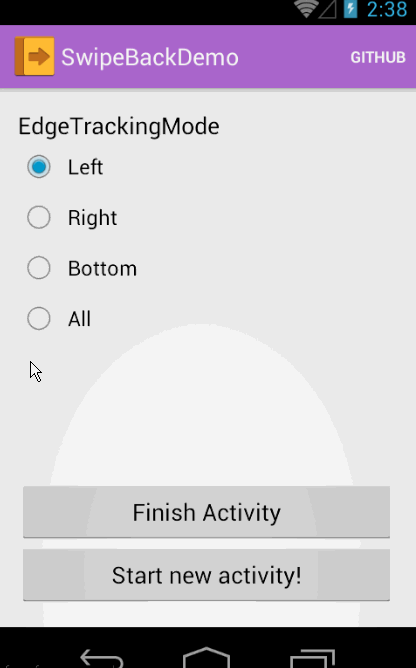 2:38
SwipeBackDemo GITHUB
EdgeTrackingMode
Left
Right
Bottom
All
Finish Activity
Start new activity!